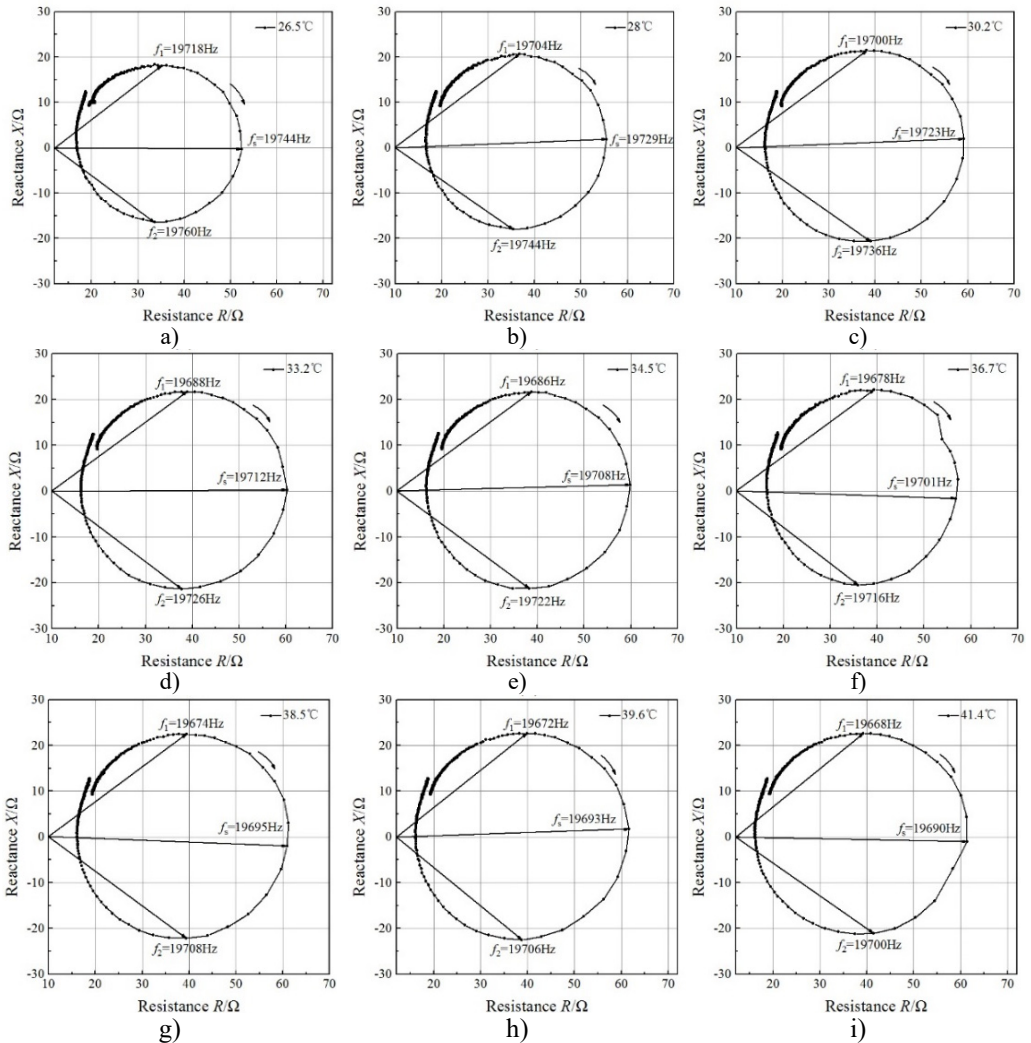 30
20
10
0
-10
-20
-30
Reactance X/Ω
26.5℃
f₁=19718Hz
fₛ=19744Hz
f₂=19760Hz
20 30 40 50 60 70
Resistance R/Ω
a)
30
20
10
0
-10
-20
-30
Reactance X/Ω
28℃
f₁=19704Hz
fₛ=19729Hz
f₂=19744Hz
10 20 30 40 50 60 70
Resistance R/Ω
b)
30
20
10
0
-10
-20
-30
Reactance X/Ω
30.2℃
f₁=19700Hz
fₛ=19723Hz
f₂=19736Hz
10 20 30 40 50 60 70
Resistance R/Ω
c)
30
20
10
0
-10
-20
-30
Reactance X/Ω
33.2℃
f₁=19688Hz
fₛ=19712Hz
f₂=19726Hz
10 20 30 40 50 60 70
Resistance R/Ω
d)
30
20
10
0
-10
-20
-30
Reactance X/Ω
34.5℃
f₁=19686Hz
fₛ=19708Hz
f₂=19722Hz
10 20 30 40 50 60 70
Resistance R/Ω
e)
30
20
10
0
-10
-20
-30
Reactance X/Ω
36.7℃
f₁=19678Hz
fₛ=19701Hz
f₂=19716Hz
10 20 30 40 50 60 70
Resistance R/Ω
f)
30
20
10
0
-10
-20
-30
Reactance X/Ω
38.5℃
f₁=19674Hz
fₛ=19695Hz
f₂=19708Hz
10 20 30 40 50 60 70
Resistance R/Ω
g)
30
20
10
0
-10
-20
-30
Reactance X/Ω
39.6℃
f₁=19672Hz
fₛ=19693Hz
f₂=19706Hz
20 30 40 50 60 70
Resistance R/Ω
h)
30
20
10
0
-10
-20
-30
Reactance X/Ω
41.4℃
f₁=19668Hz
fₛ=19690Hz
f₂=19700Hz
20 30 40 50 60 70
Resistance R/Ω
i)